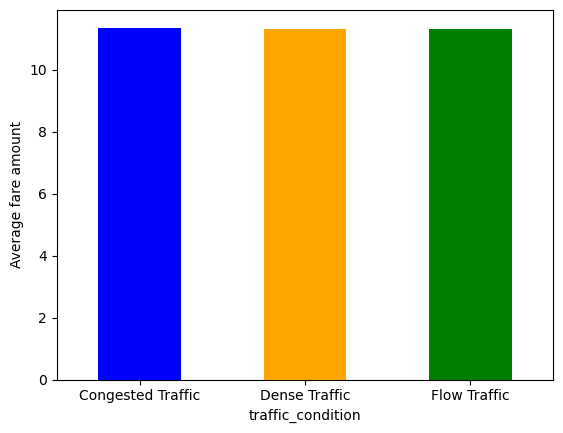 10
8
6
4
2
0
Average fare amount
Congested Traffic
Dense Traffic
Flow Traffic
traffic_condition